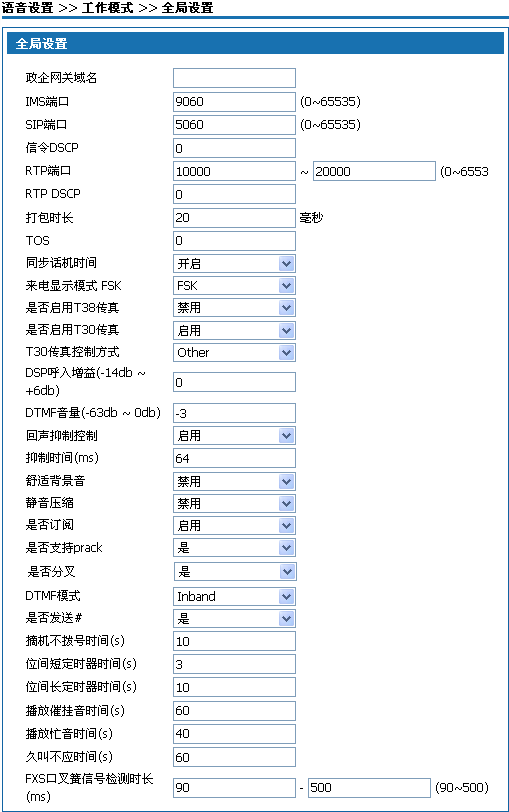 语音设置 >> 工作模式 >> 全局设置
全局设置
政企网关域名
IMS端口 9060 (0~65535)
SIP端口 5060 (0~65535)
信令DSCP 0
RTP端口 10000 ~ 20000 (0~6553
RTP DSCP 0
打包时长 20 毫秒
TOS 0
同步话机时间 开启
来电显示模式 FSK FSK
是否启用T38传真 禁用
是否启用T30传真 启用
T30传真控制方式 Other
DSP呼入增益(-14db ~
+6db) 0
DTMF音量(-63db ~ 0db) -3
回声抑制控制 启用
抑制时间(ms) 64
舒适背景音 禁用
静音压缩 禁用
是否订阅 启用
是否支持prack 是
是否分叉 是
DTMF模式 Inband
是否发送# 是
摘机不拨号时间(s) 10
位间短定时器时间(s) 3
位间长定时器时间(s) 10
播放催挂音时间(s) 60
播放忙音时间(s) 40
久叫不应时间(s) 60
FXS口叉簧信号检测时长
(ms) 90 - 500 (90~500)